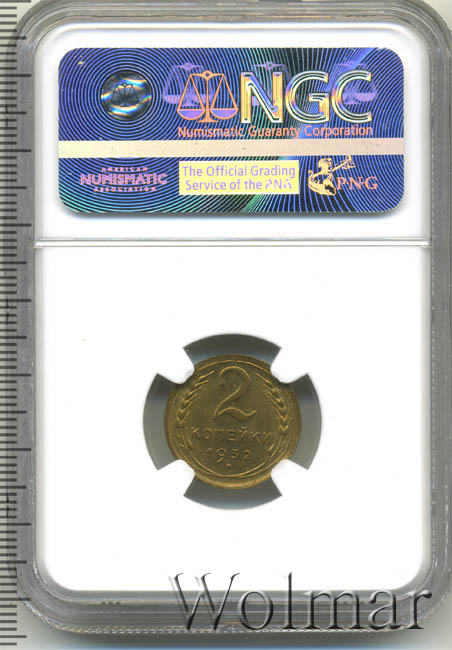 NGC
Numismatic Guaranty Corporation
AMERICAN
NUMISMATIC
ASSOCIATION
The Official Grading
Service of the PNG
PNG
2
КОПЕЙКИ
1932
Wolmar